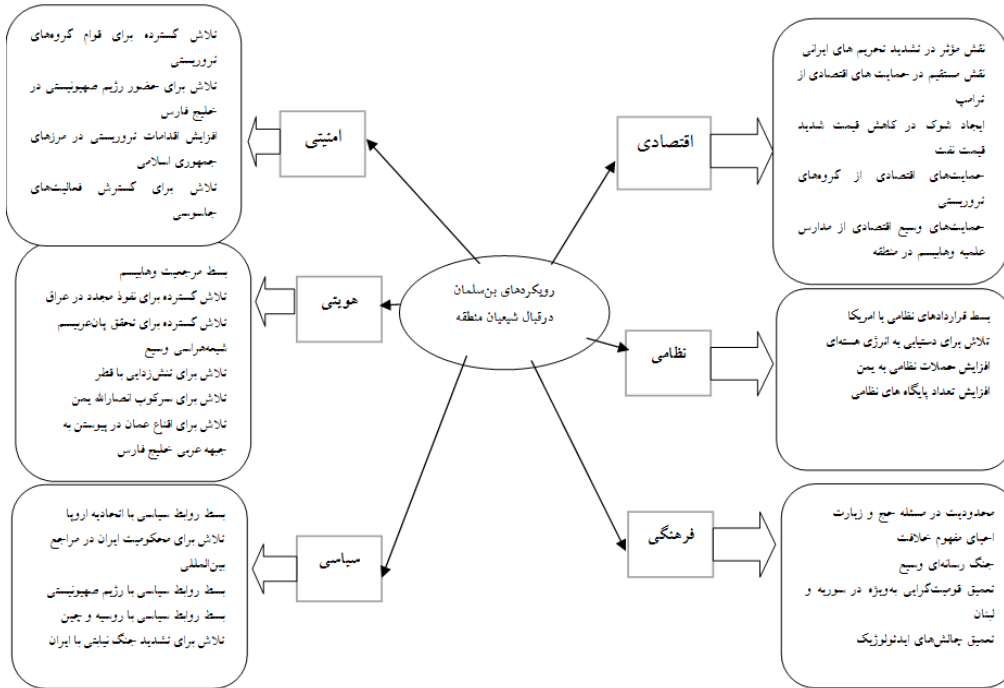 رویکردهای بن‌سلمان
درقبال شیعیان منطقه
اقتصادی
نقش مؤثر در تشدید تحریم های ایرانی
نقش مستقیم در حمایت های اقتصادی از
ترامپ
ایجاد شوک در کاهش قیمت شدید
قیمت نفت
حمایت‌های اقتصادی از گروه‌های
تروریستی
حمایت‌های وسیع اقتصادی از مدارس
علمیه وهابیسم در منطقه
نظامی
بسط قراردادهای نظامی با امریکا
تلاش برای دستیابی به انرژی هسته‌ای
افزایش حملات نظامی به یمن
افزایش تعداد پایگاه های نظامی
فرهنگی
محدودیت در مسئله حج و زیارت
احیای مفهوم خلافت
جنگ رسانه‌ای وسیع
تعمیق قومیت‌گرایی به‌ویژه در سوریه و
لبنان
تعمیق چالش‌های ایدئولوژیک
امنیتی
تلاش گسترده برای قوام گروه‌های
تروریستی
تلاش برای حضور رژیم صهیونیستی در
خلیج فارس
افزایش اقدامات تروریستی در مرزهای
جمهوری اسلامی
تلاش برای گسترش فعالیت‌های
جاسوسی
هویتی
بسط مرجعیت وهابیسم
تلاش گسترده برای نفوذ مجدد در عراق
تلاش گسترده برای تحقق پان‌عربیسم
شیعه‌هراسی وسیع
تلاش برای تنش‌زدایی با قطر
تلاش برای سرکوب انصارالله یمن
تلاش برای اقناع عمان در پیوستن به
جبهه عربی خلیج فارس
سیاسی
بسط روابط سیاسی با اتحادیه اروپا
تلاش برای محکومیت ایران در مراجع
بین‌المللی
بسط روابط سیاسی با رژیم صهیونیستی
بسط روابط سیاسی با روسیه و چین
تلاش برای تشدید جنگ نیابتی با ایران